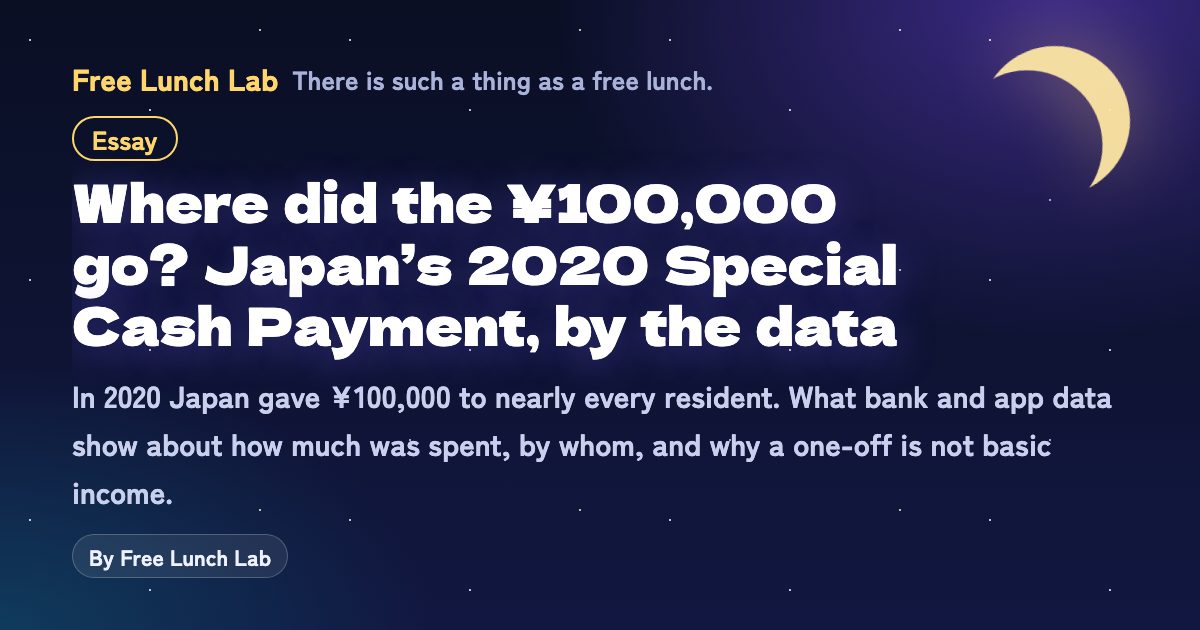 Free Lunch Lab There is such a thing as a free lunch.
Essay
Where did the ¥100,000
go? Japan’s 2020 Special
Cash Payment, by the data
In 2020 Japan gave ¥100,000 to nearly every resident. What bank and app data
show about how much was spent, by whom, and why a one-off is not basic
income.
By Free Lunch Lab